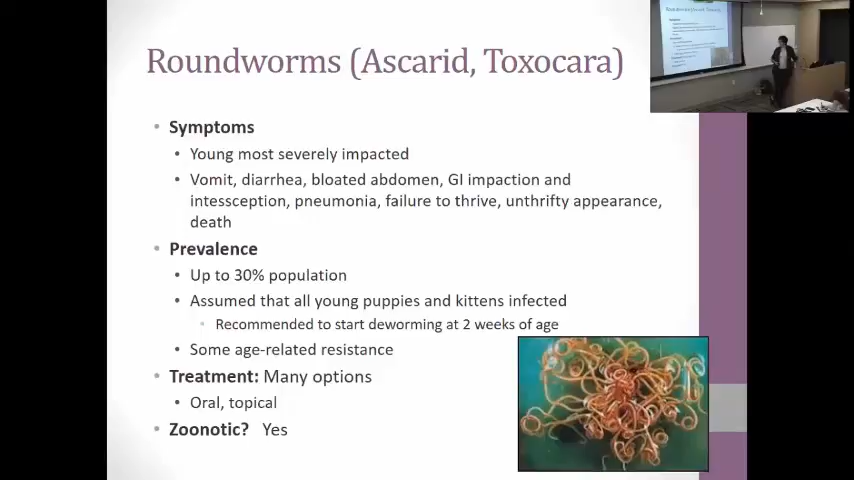 Roundworms (Ascarid, Toxocara)
• Symptoms
• Young most severely impacted
• Vomit, diarrhea, bloated abdomen, GI impaction and
intessception, pneumonia, failure to thrive, unthrifty appearance,
death
• Prevalence
• Up to 30% population
• Assumed that all young puppies and kittens infected
• Recommended to start deworming at 2 weeks of age
• Some age-related resistance
• Treatment: Many options
• Oral, topical
• Zoonotic? Yes